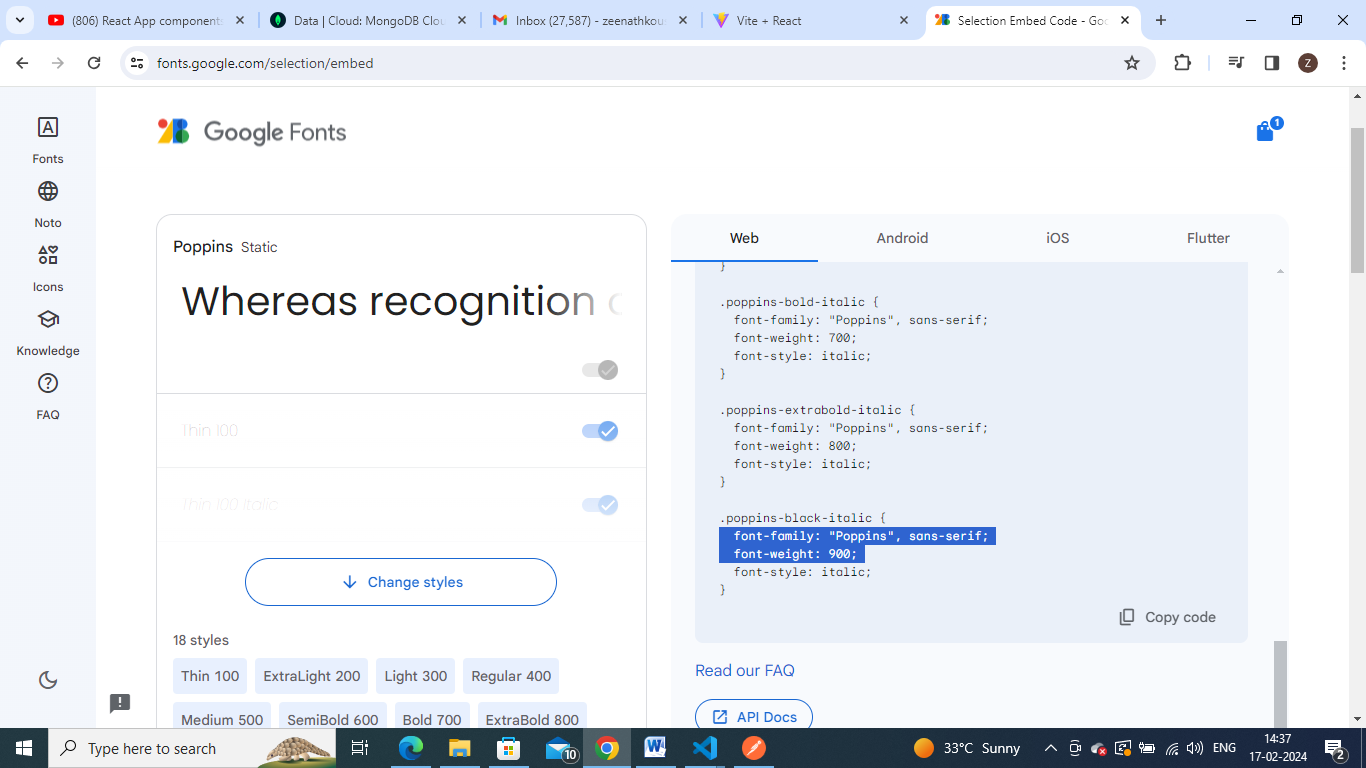 (806) React App component
Data | Cloud: MongoDB Clou
Inbox (27,587) - zeenathkou
Vite + React
Selection Embed Code - Goo
fonts.google.com/selection/embed
Z
Fonts
Noto
Icons
Knowledge
FAQ
Google Fonts
1
Poppins Static
Whereas recognition o
Thin 100
Thin 100 Italic
Change styles
18 styles
Thin 100 ExtraLight 200 Light 300 Regular 400
Medium 500 SemiBold 600 Bold 700 ExtraBold 800
Web Android iOS Flutter
}
.poppins-bold-italic {
font-family: "Poppins", sans-serif;
font-weight: 700;
font-style: italic;
}
.poppins-extrabold-italic {
font-family: "Poppins", sans-serif;
font-weight: 800;
font-style: italic;
}
.poppins-black-italic {
font-family: "Poppins", sans-serif;
font-weight: 900;
font-style: italic;
}
Copy code
Read our FAQ
API Docs
Type here to search
10
33°C Sunny
ENG
14:37
17-02-2024
2